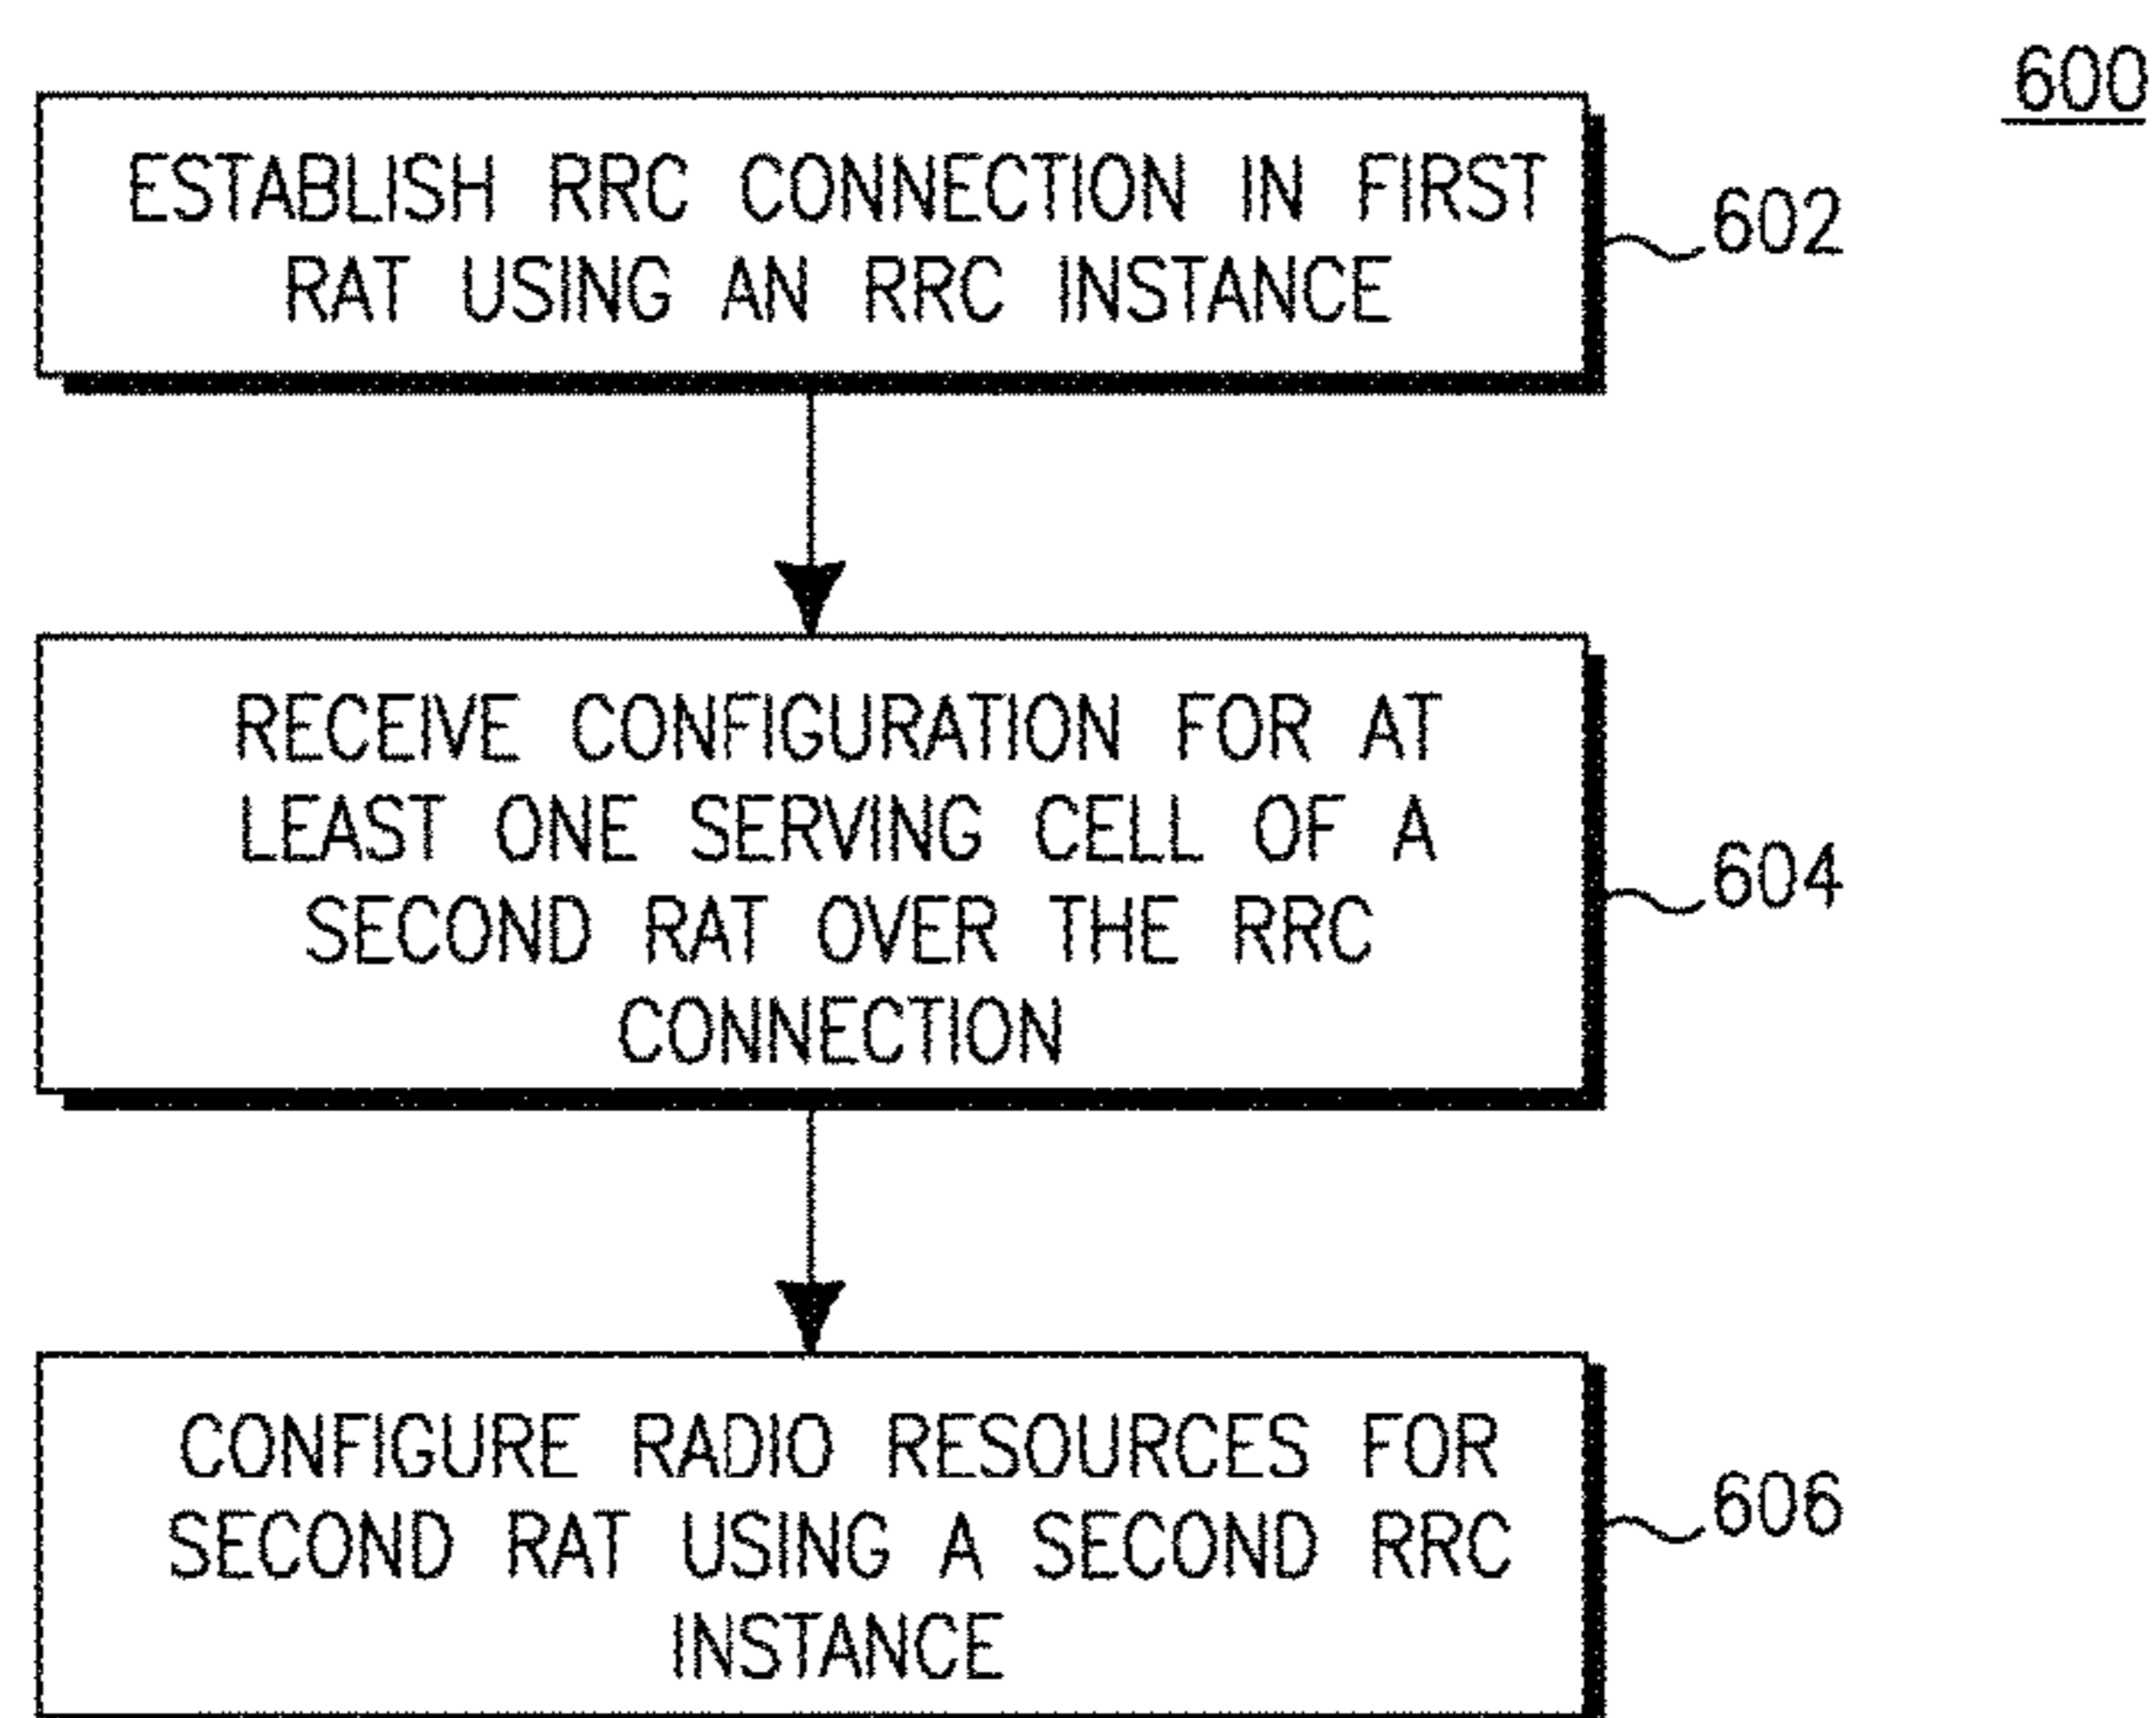 600
ESTABLISH RRC CONNECTION IN FIRST
RAT USING AN RRC INSTANCE
602
RECEIVE CONFIGURATION FOR AT
LEAST ONE SERVING CELL OF A
SECOND RAT OVER THE RRC
CONNECTION
604
CONFIGURE RADIO RESOURCES FOR
SECOND RAT USING A SECOND RRC
INSTANCE
606